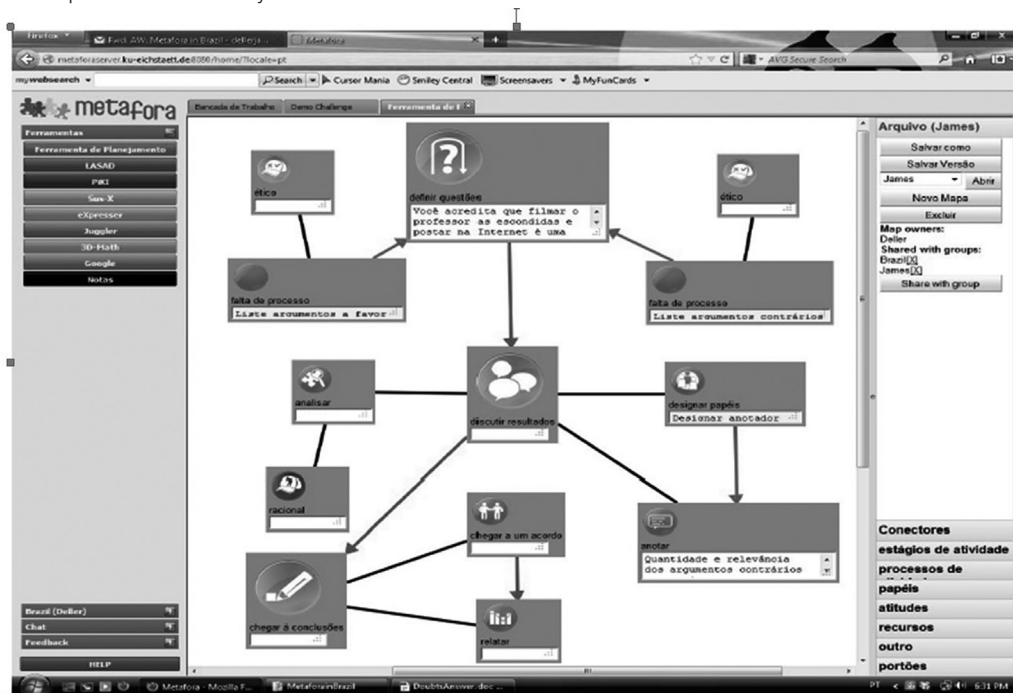 Firefox
Fwd: AW: Metafora in Brazil - dellerja...
Metafora
metaforaserver.ku-eichstaett.de:8080/home/?locale=pt
AVG Secure Search
mywebsearch
Search
Cursor Mania
Smiley Central
Screensavers
MyFunCards
metafora
Bancada de Trabalho
Demo Challenge
Ferramenta de
Ferramentas
Ferramenta de Planejamento
LASAD
PiKI
Sus-X
eXpresser
Juggler
3D-Math
Google
Notas
Brazil (Deller)
Chat
Feedback
HELP
ético
definir questões
Você acredita que filmar o
professor as escondidas e
postar na Internet é uma
ético
falta de processo
Liste argumentos a favor
falta de processo
Liste argumentos contrários
analisar
discutir resultados
designar papéis
Designar anotador
racional
chegar a um acordo
anotar
Quantidade e relevância
dos argumentos contrários
chegar á conclusões
relatar
Arquivo (James)
Salvar como
Salvar Versão
James
Abrir
Novo Mapa
Excluir
Map owners:
Deller
Shared with groups:
Brazil[X]
James[X]
Share with group
Conectores
estágios de atividade
processos de
papéis
atitudes
recursos
outro
portões
Metafora - Mozilla F...
MetaforainBrazil
DoubtsAnswer.doc ...
PT
6:31 PM